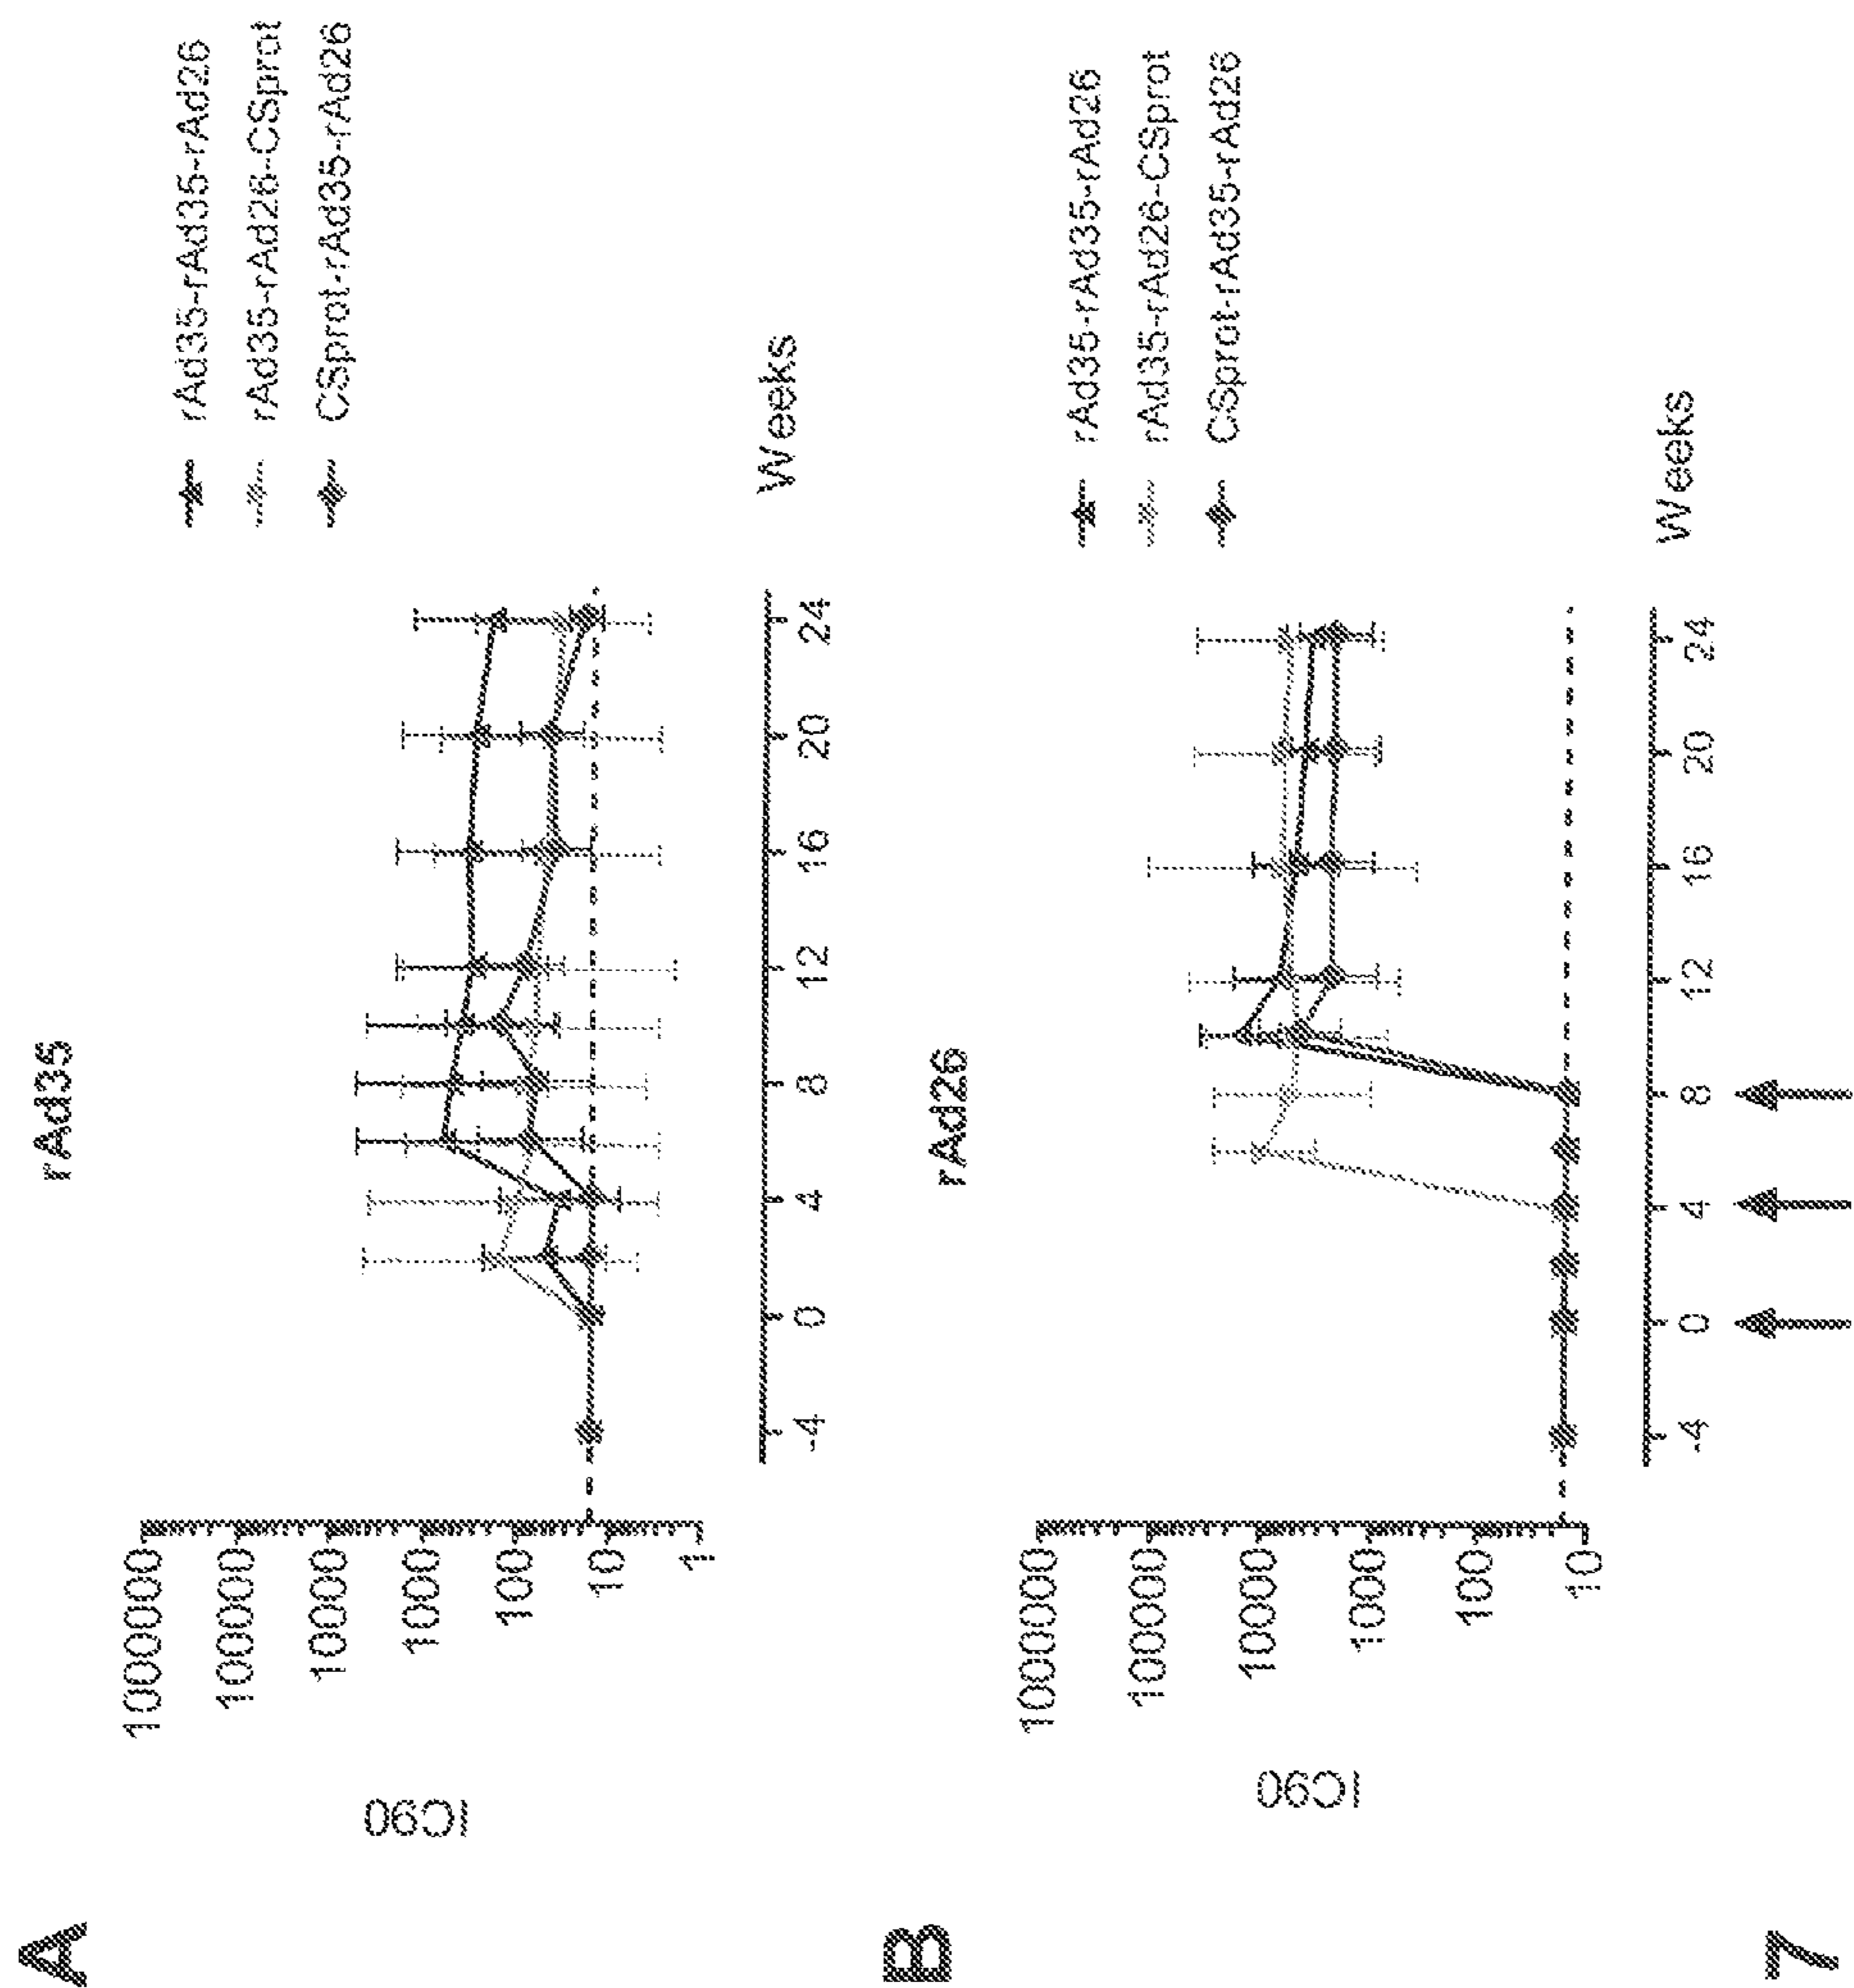 A
rAd35
IC90
1000000
100000
10000
1000
100
10
1
-4 0 4 8 12 16 20 24
Weeks
rAd35-rAd35-rAd26
rAd35-rAd26-CSprot
CSprot-rAd35-rAd26
B
rAd26
IC90
1000000
100000
10000
1000
100
10
-4 0 4 8 12 16 20 24
Weeks
rAd35-rAd35-rAd26
rAd35-rAd26-CSprot
CSprot-rAd35-rAd26
7